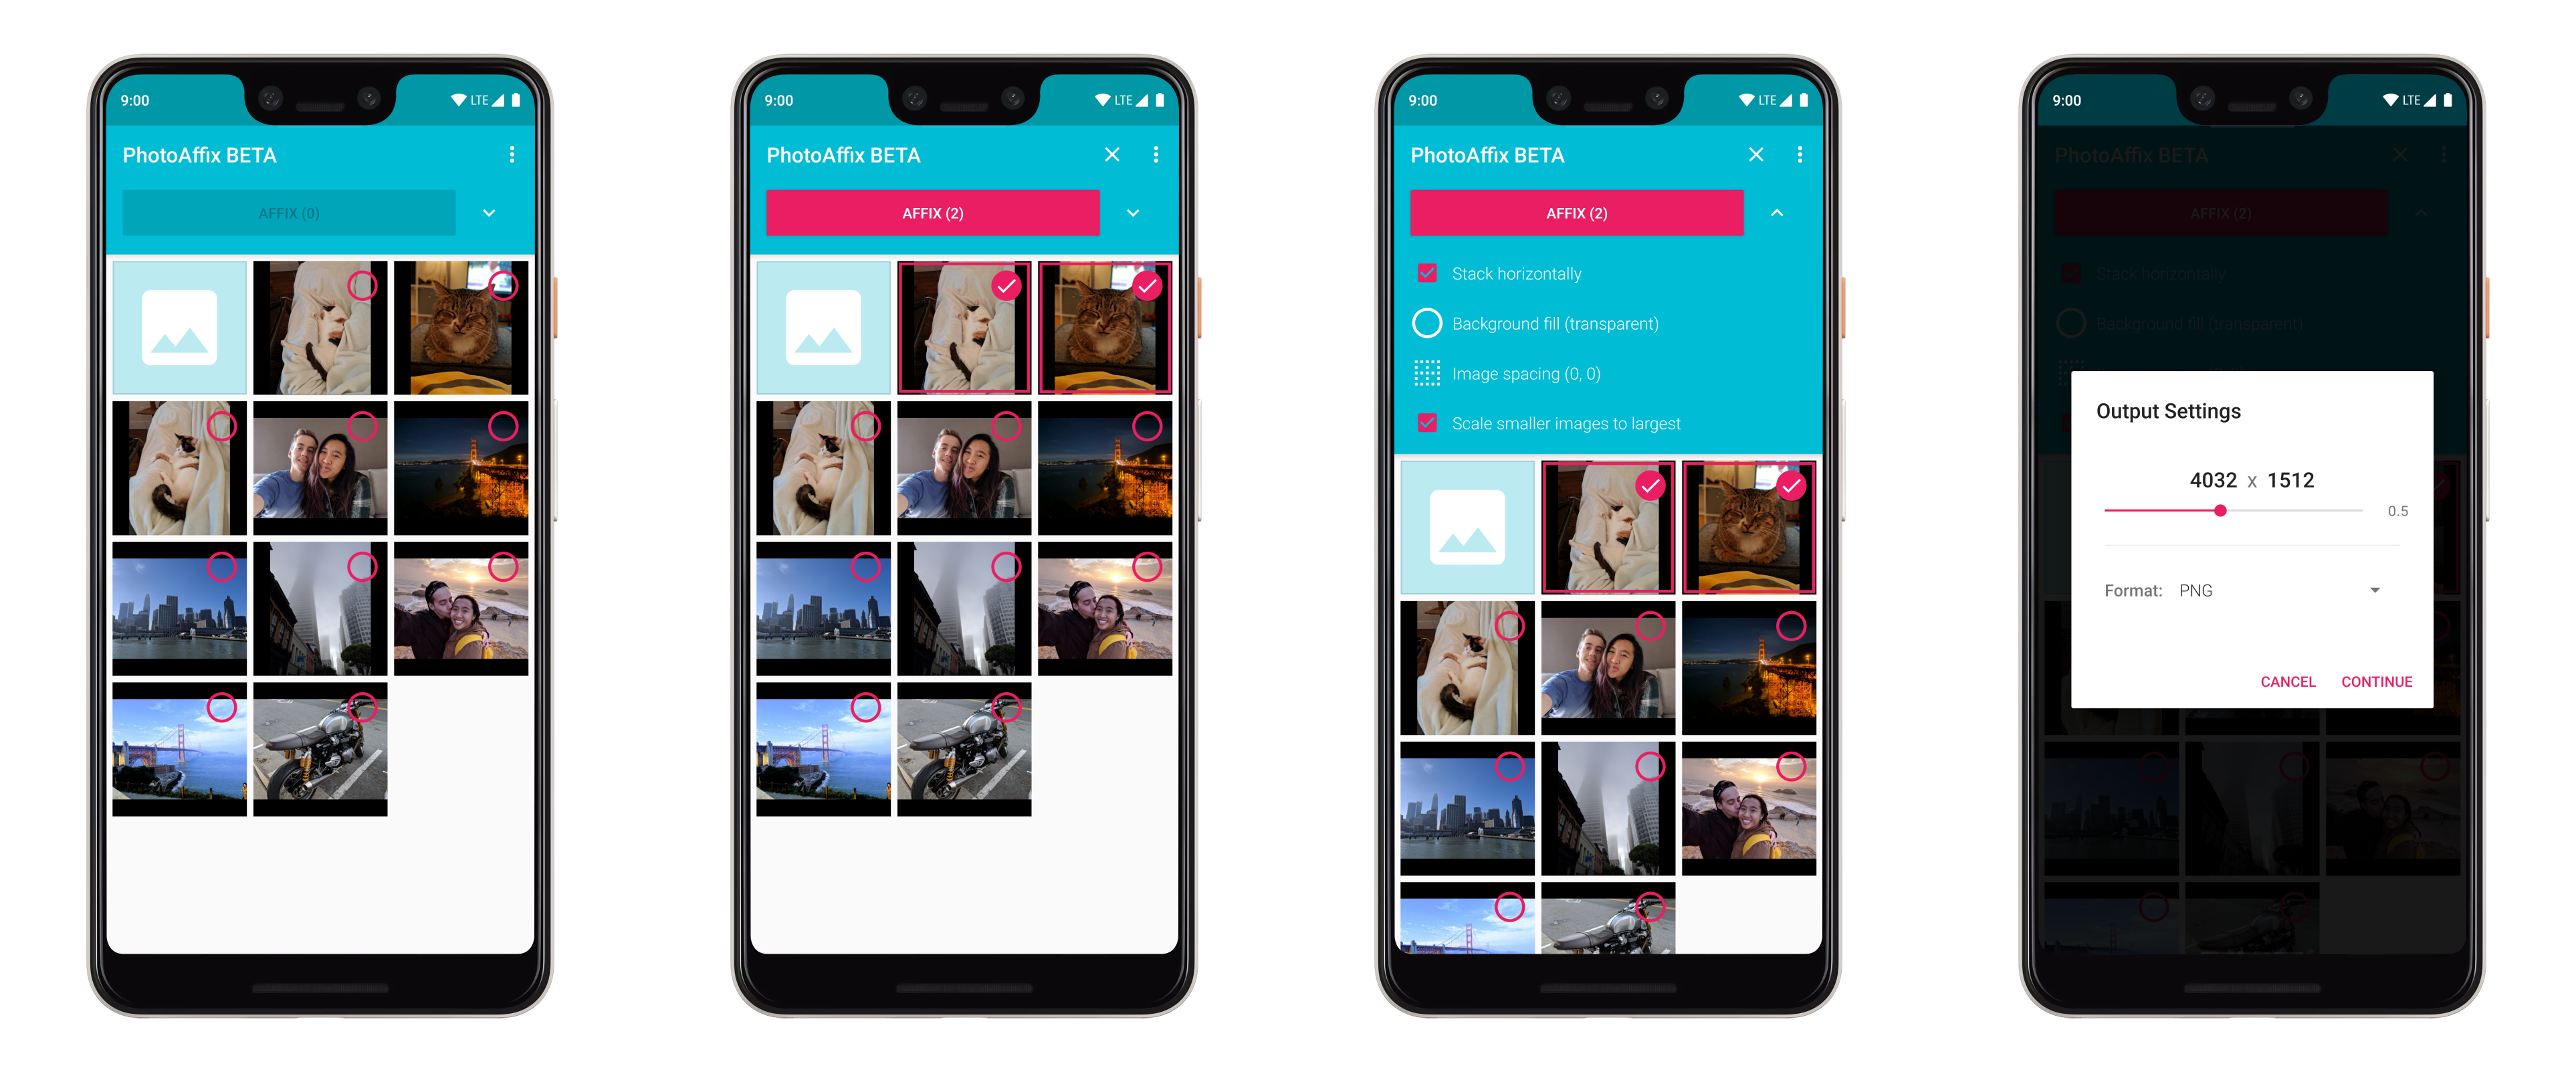 9:00
LTE
PhotoAffix BETA
AFFIX (0)
9:00
LTE
PhotoAffix BETA
AFFIX (2)
9:00
LTE
PhotoAffix BETA
AFFIX (2)
Stack horizontally
Background fill (transparent)
Image spacing (0, 0)
Scale smaller images to largest
9:00
LTE
PhotoAffix BETA
AFFIX (2)
Stack horizontally
Background fill (transparent)
Output Settings
4032 x 1512
0.5
Format: PNG
CANCEL CONTINUE